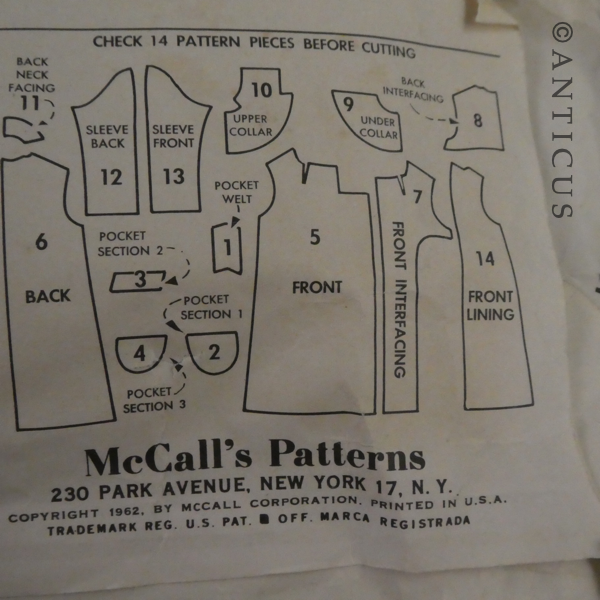 CHECK 14 PATTERN PIECES BEFORE CUTTING
BACK
NECK
FACING
11
SLEEVE
BACK
12
SLEEVE
FRONT
13
10
UPPER
COLLAR
9
UNDER
COLLAR
BACK
INTERFACING
8
6
BACK
POCKET
WELT
1
POCKET
SECTION 2
3
POCKET
SECTION 1
4
2
POCKET
SECTION 3
5
FRONT
7
FRONT INTERFACING
14
FRONT
LINING
McCall's Patterns
230 PARK AVENUE, NEW YORK 17, N. Y.
COPYRIGHT 1962, BY MCCALL CORPORATION. PRINTED IN U.S.A.
TRADEMARK REG. U.S. PAT. OFF. MARCA REGISTRADA
© ANTICUS